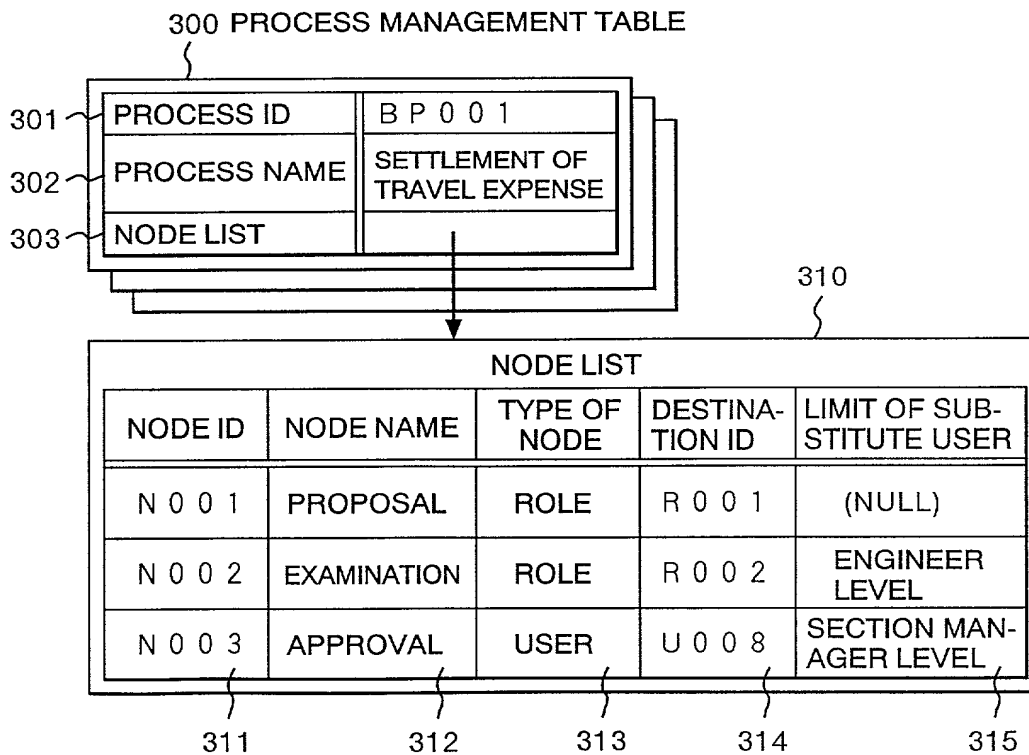 300 PROCESS MANAGEMENT TABLE
301 PROCESS ID BP001
302 PROCESS NAME SETTLEMENT OF
TRAVEL EXPENSE
303 NODE LIST
310
NODE LIST
NODE ID NODE NAME TYPE OF
NODE DESTINA-
TION ID LIMIT OF SUB-
STITUTE USER
N001 PROPOSAL ROLE R001 (NULL)
N002 EXAMINATION ROLE R002 ENGINEER
LEVEL
N003 APPROVAL USER U008 SECTION MAN-
AGER LEVEL
311 312 313 314 315